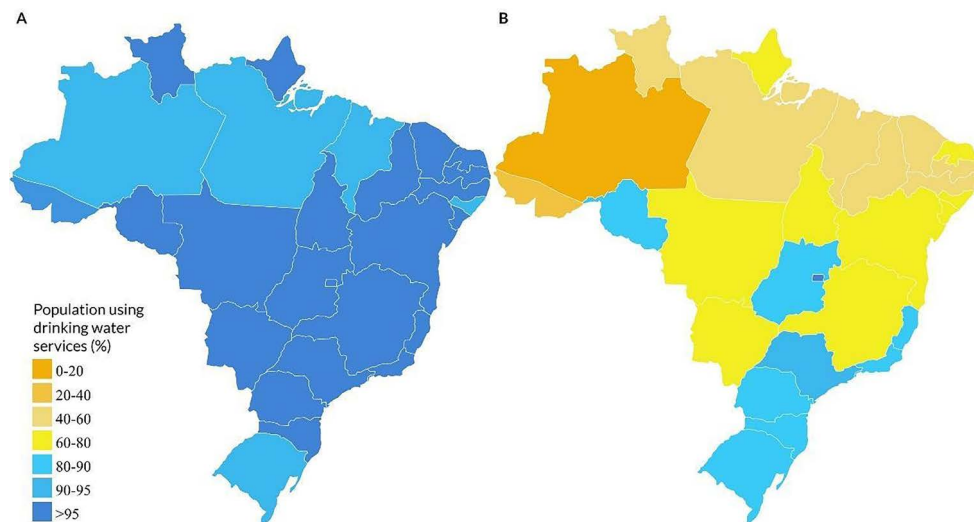 A
B
Population using
drinking water
services (%)
0-20
20-40
40-60
60-80
80-90
90-95
>95